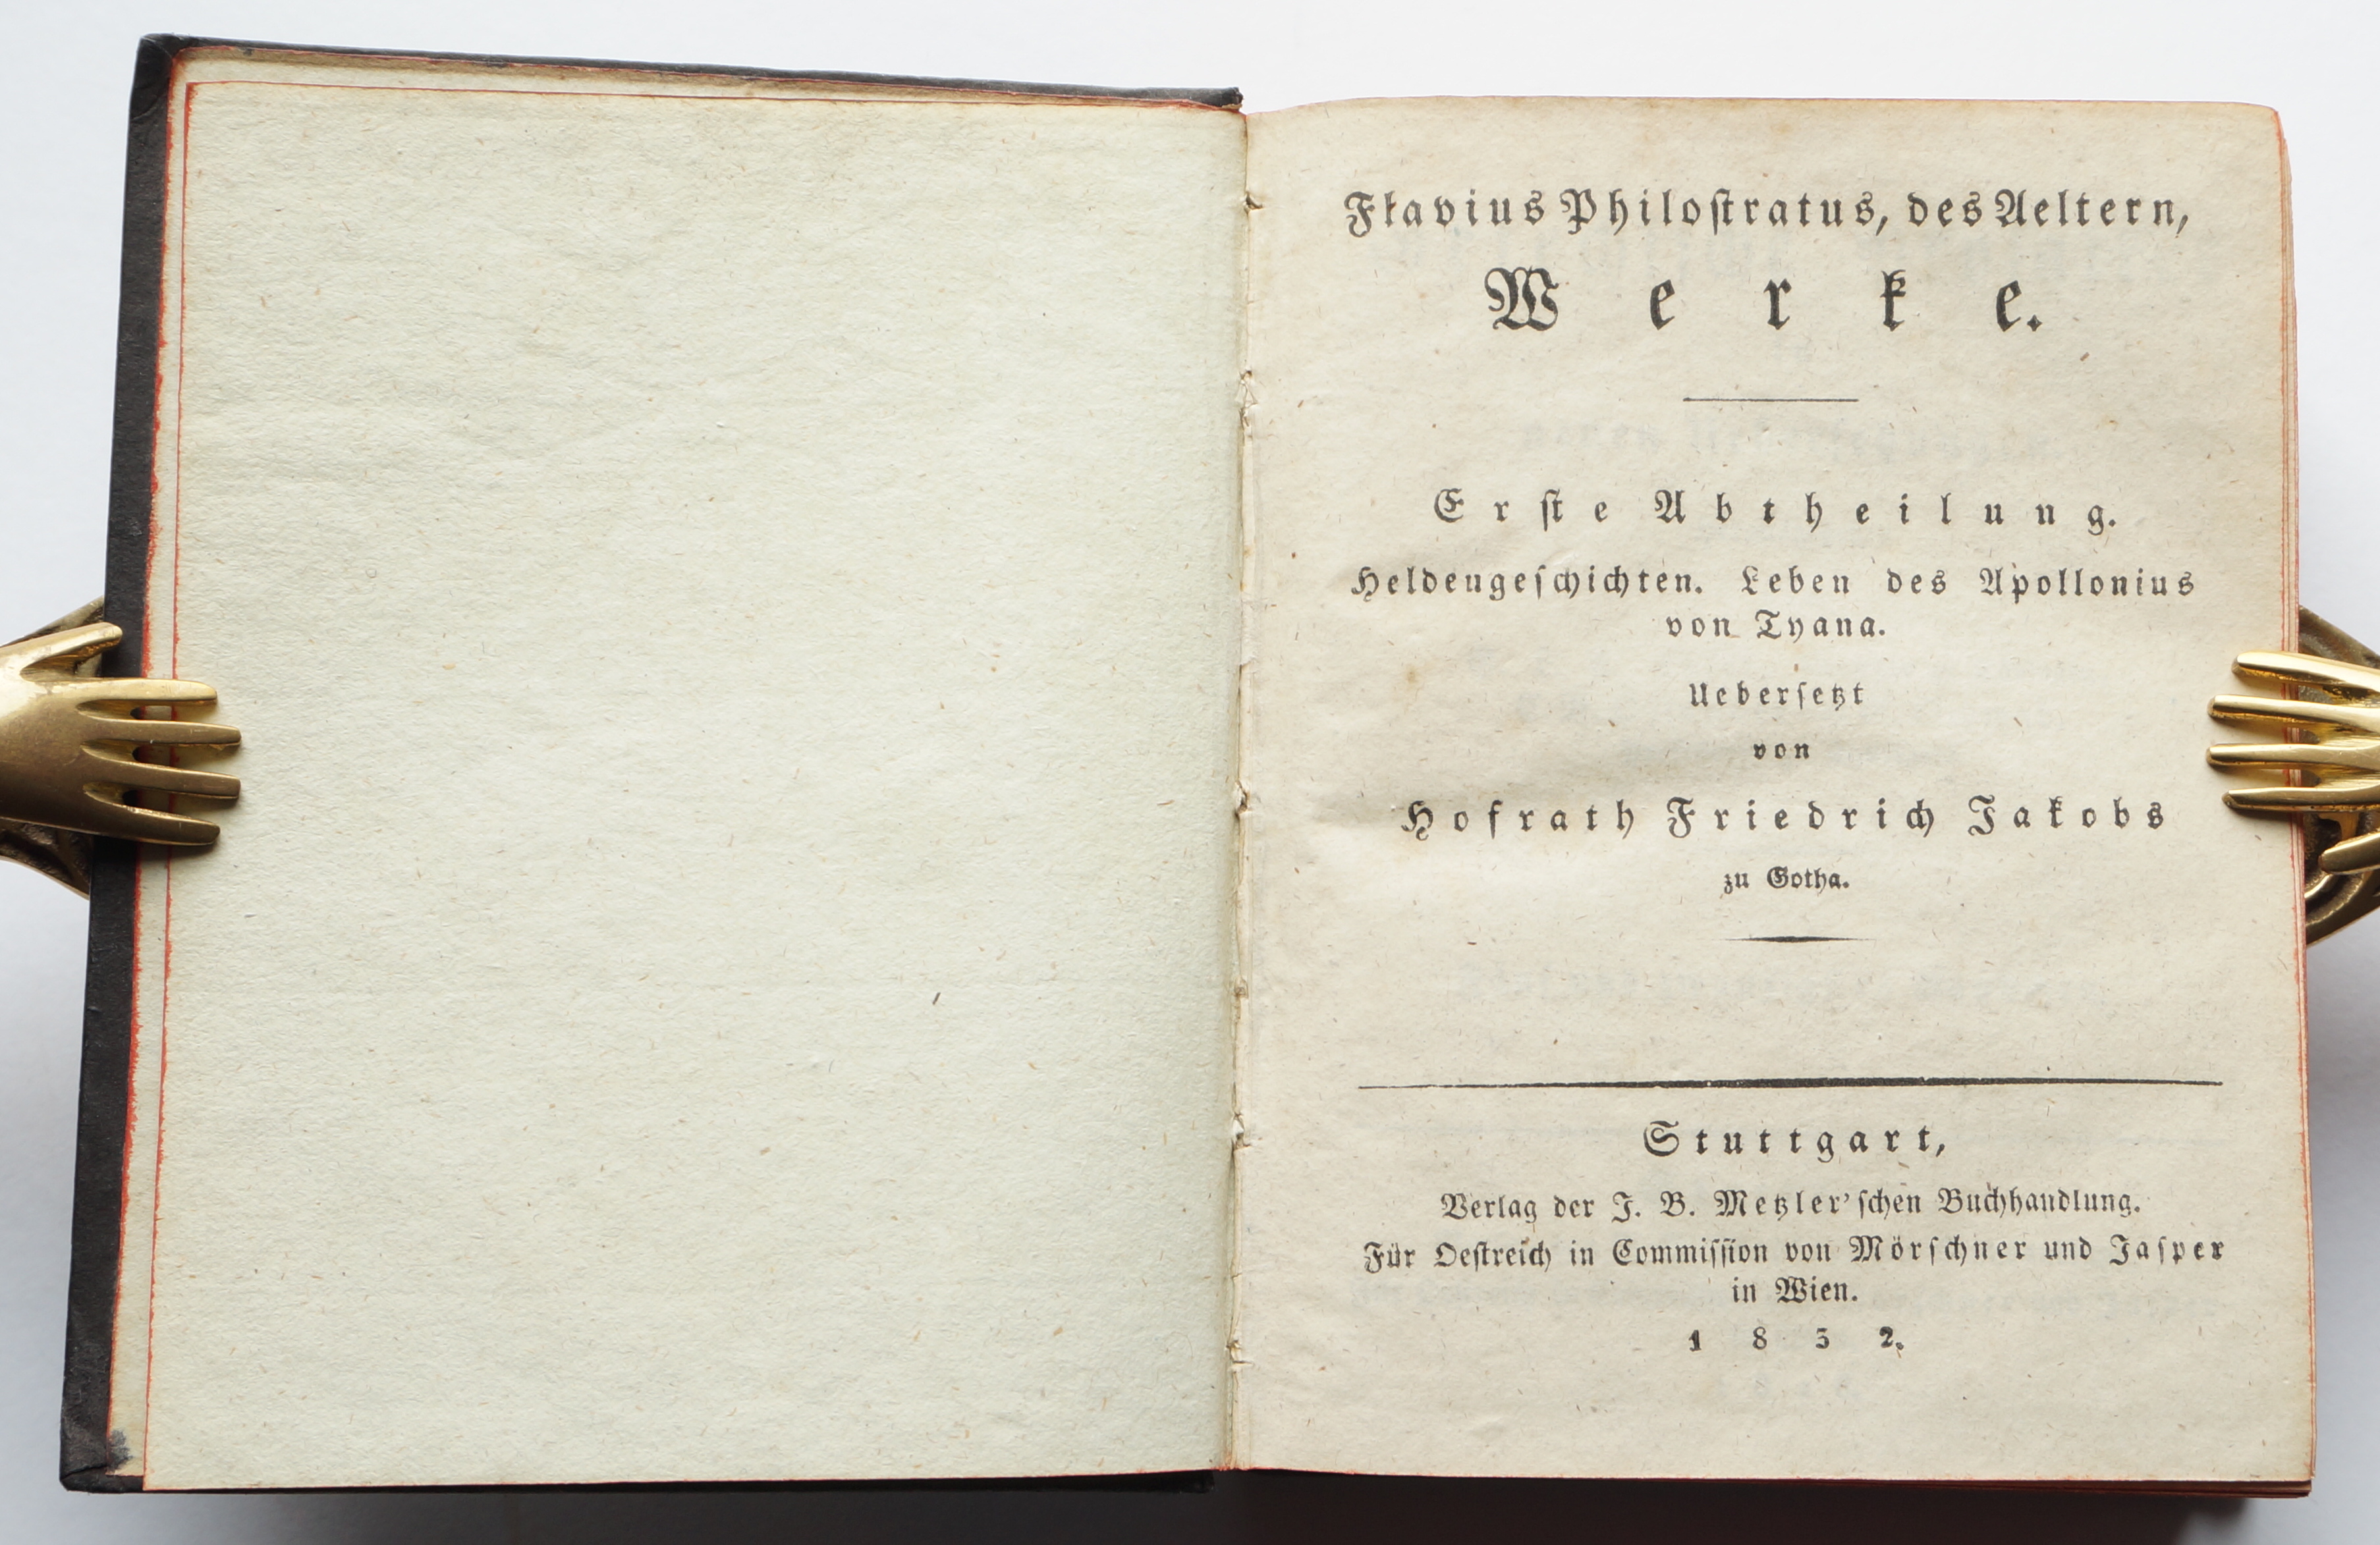 Flavius Philoſtratus, des Aeltern,
Werke.
Erſte Abtheilung.
Heldengeſchichten. Leben des Apollonius
von Tyana.
Ueberſetzt
von
Hofrath Friedrich Jakobs
zu Gotha.
Stuttgart,
Verlag der J. B. Metzler'ſchen Buchhandlung.
Für Oeſtreich in Commiſſion von Mörſchner und Jaſper
in Wien.
1832.